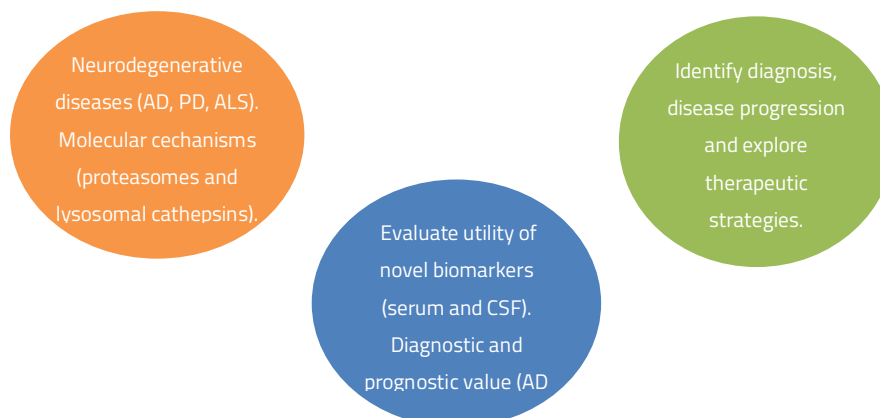 Neurodegenerative
diseases (AD, PD, ALS).
Molecular cechanisms
(proteasomes and
lysosomal cathepsins).
Evaluate utility of
novel biomarkers
(serum and CSF).
Diagnostic and
prognostic value (AD
Identify diagnosis,
disease progression
and explore
therapeutic
strategies.